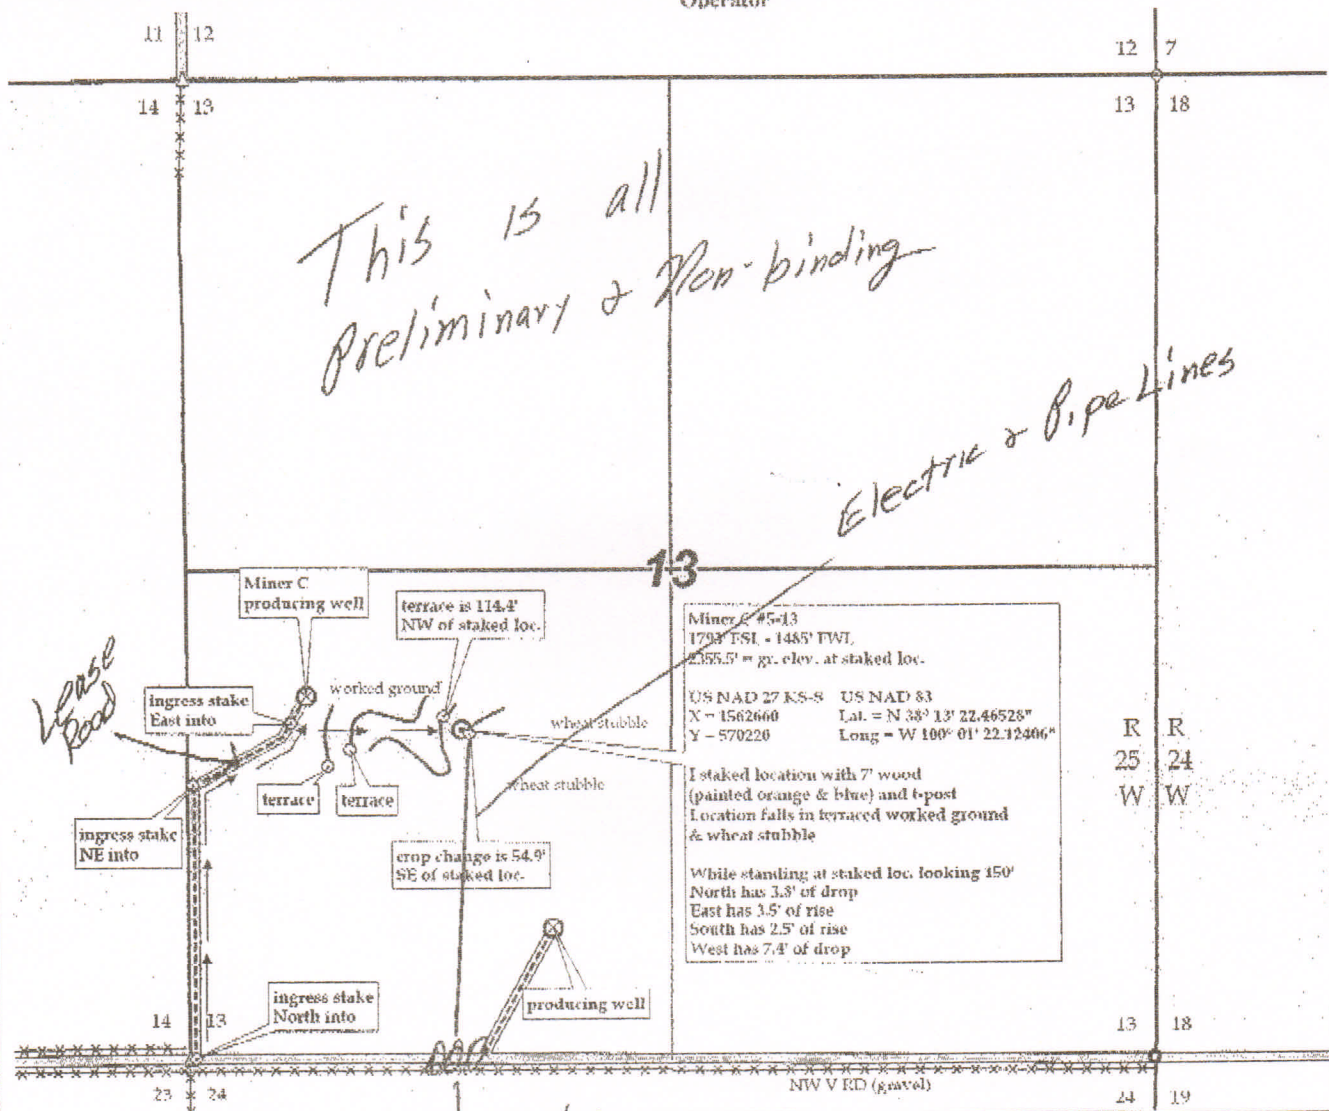 Operator
11 12
12 7
14 13
13 18
This is all
Preliminary & Non-binding
Electric & Pipe Lines
13
Miner C
producing well
terrace is 114.4'
NW of staked loc.
Lease
Road
ingress stake
East into
worked ground
wheat stubble
wheat stubble
terrace
terrace
ingress stake
NE into
crop change is 54.9'
SE of staked loc.
Miner C #5-13
1793' FSL - 1485' FWL
2355.5' = gr. elev. at staked loc.
US NAD 27 KS-S US NAD 83
X = 1562660 Lat. = N 38° 13' 22.46528"
Y = 570220 Long = W 100° 01' 22.12406"
I staked location with 7' wood
(painted orange & blue) and t-post
Location falls in terraced worked ground
& wheat stubble
While standing at staked loc. looking 150'
North has 3.8' of drop
East has 3.5' of rise
South has 2.5' of rise
West has 7.4' of drop
R R
25 24
W W
producing well
ingress stake
North into
14 13
13 18
NW V RD (gravel)
23 24
24 19